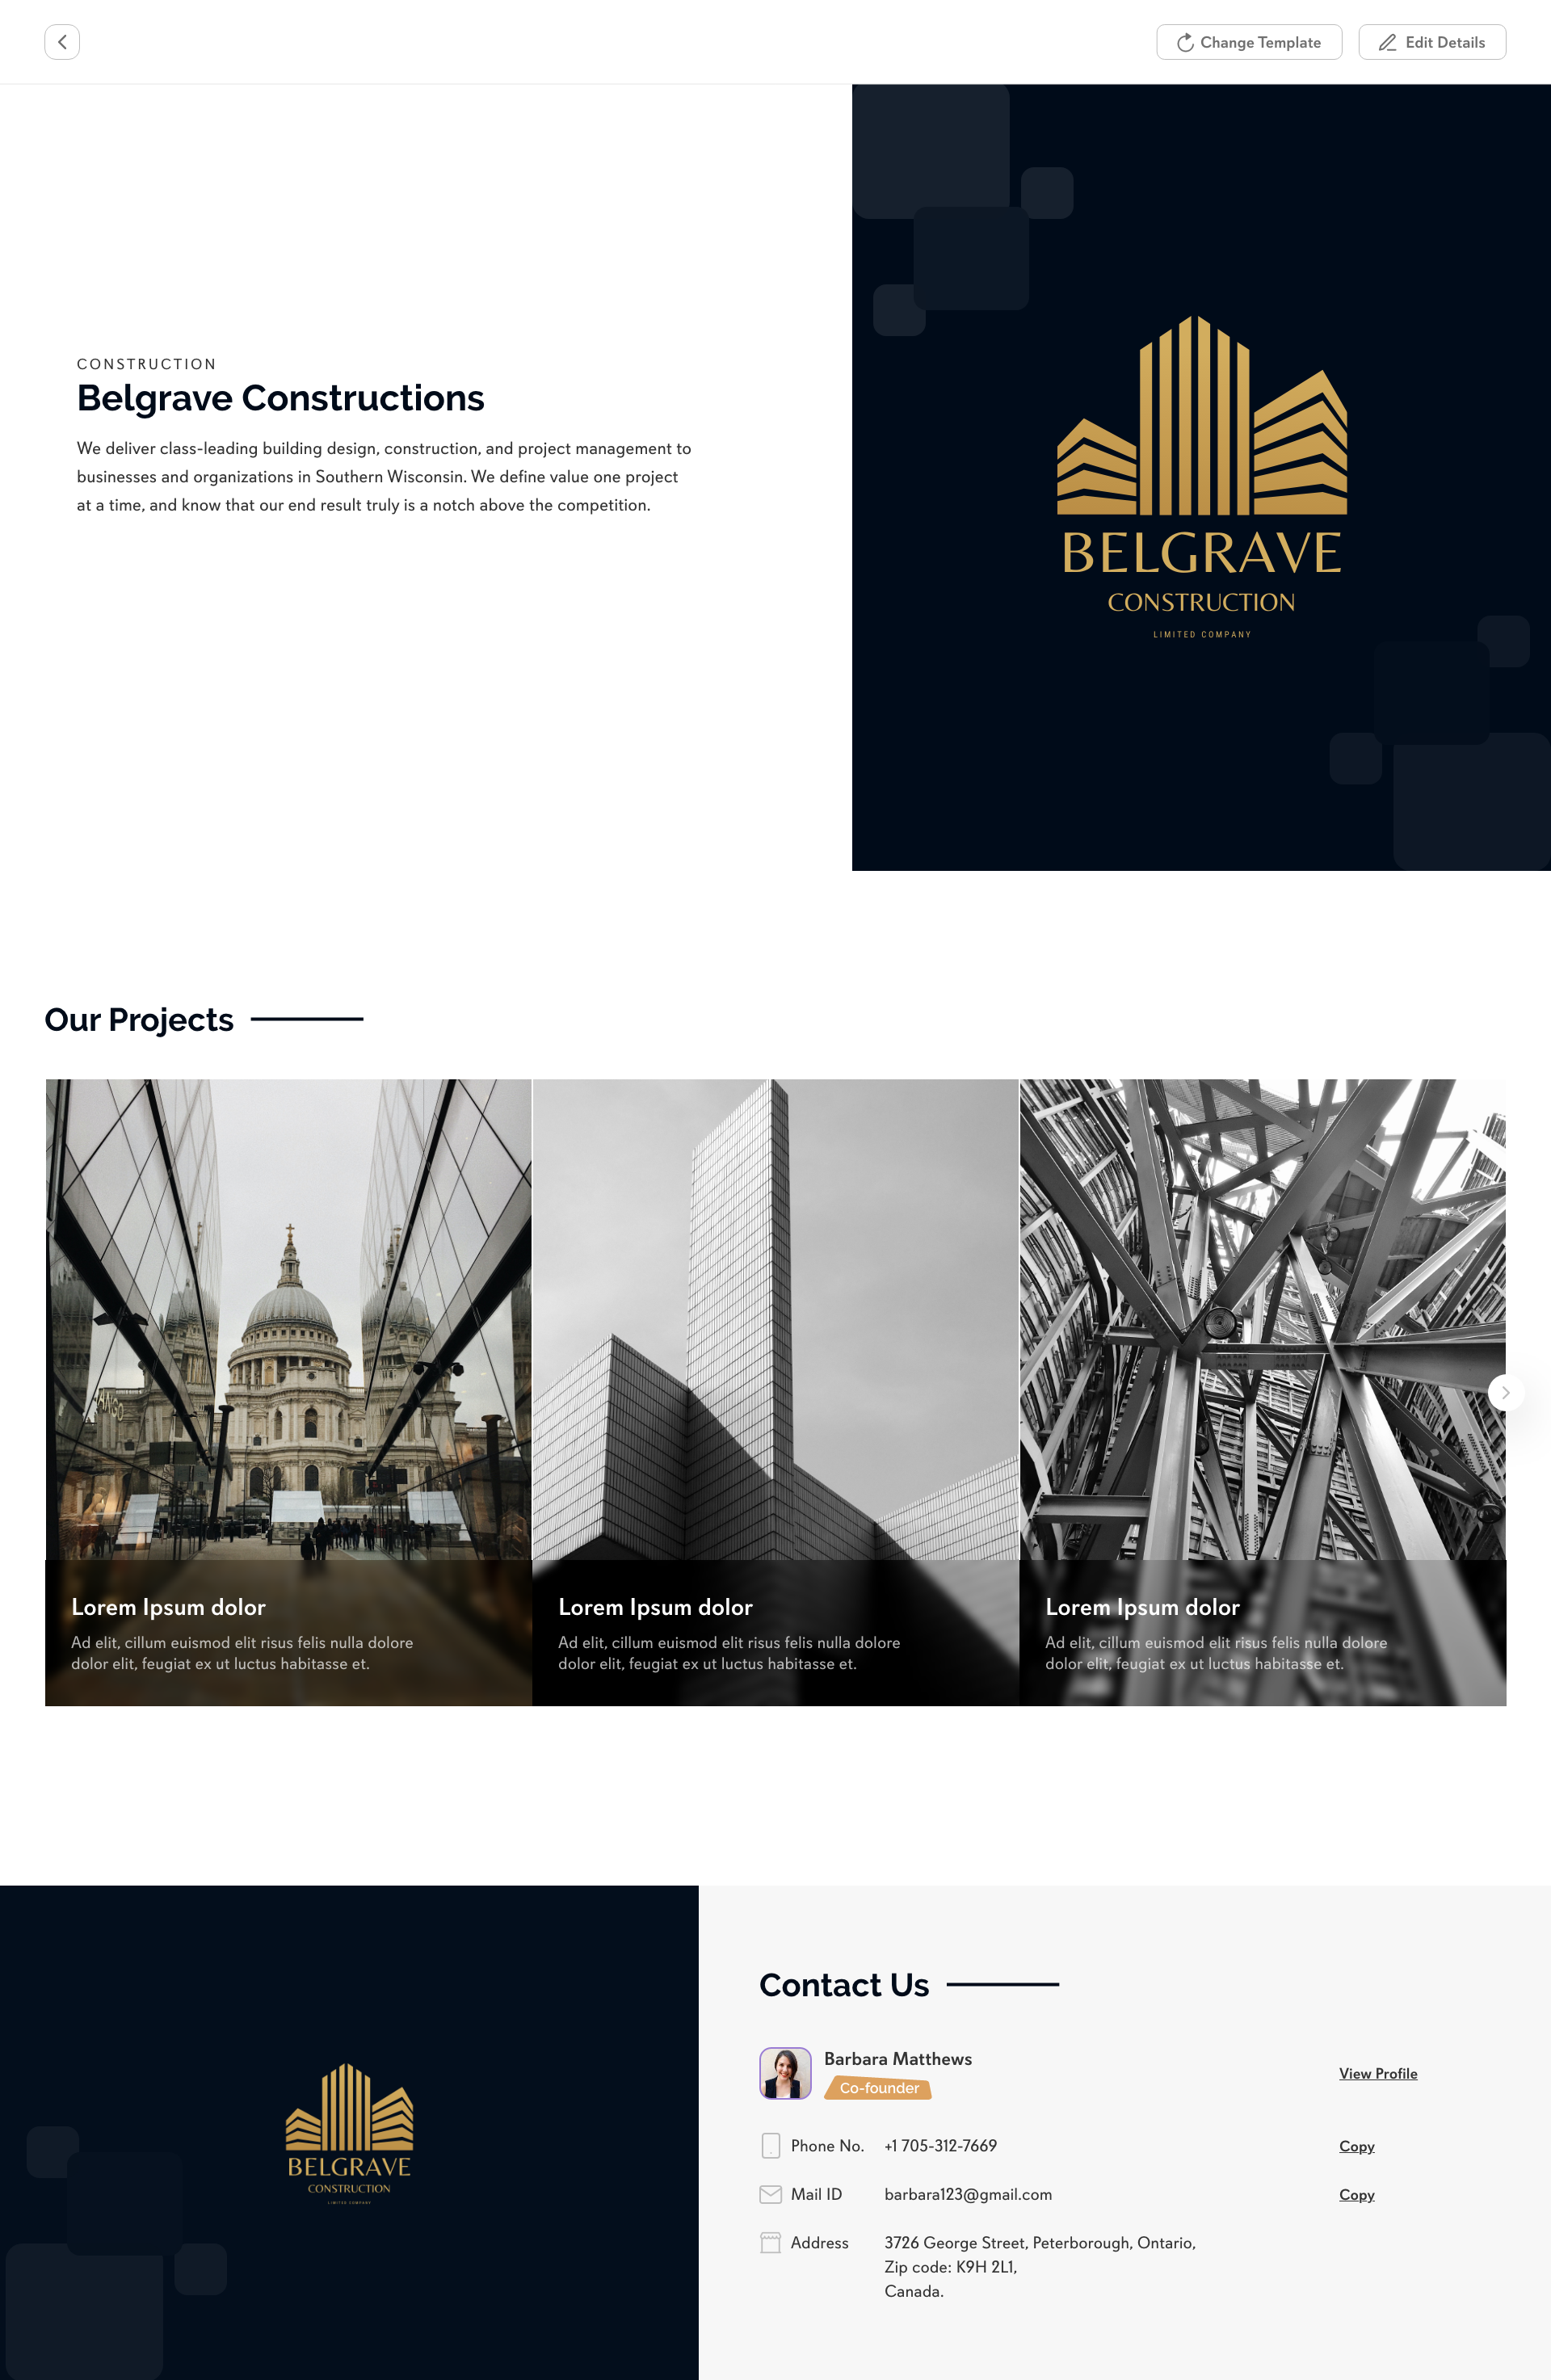 Change Template
Edit Details
CONSTRUCTION
Belgrave Constructions
We deliver class-leading building design, construction, and project management to
businesses and organizations in Southern Wisconsin. We define value one project
at a time, and know that our end result truly is a notch above the competition.
BELGRAVE
CONSTRUCTION
LIMITED COMPANY
Our Projects
ANGO
Lorem Ipsum dolor
Ad elit, cillum euismod elit risus felis nulla dolore
dolor elit, feugiat ex ut luctus habitasse et.
Lorem Ipsum dolor
Ad elit, cillum euismod elit risus felis nulla dolore
dolor elit, feugiat ex ut luctus habitasse et.
Lorem Ipsum dolor
Ad elit, cillum euismod elit risus felis nulla dolore
dolor elit, feugiat ex ut luctus habitasse et.
BELGRAVE
CONSTRUCTION
LIMITED COMPANY
Contact Us
Barbara Matthews
Co-founder
View Profile
Phone No. +1 705-312-7669 Copy
Mail ID barbara123@gmail.com Copy
Address 3726 George Street, Peterborough, Ontario,
Zip code: K9H 2L1,
Canada.